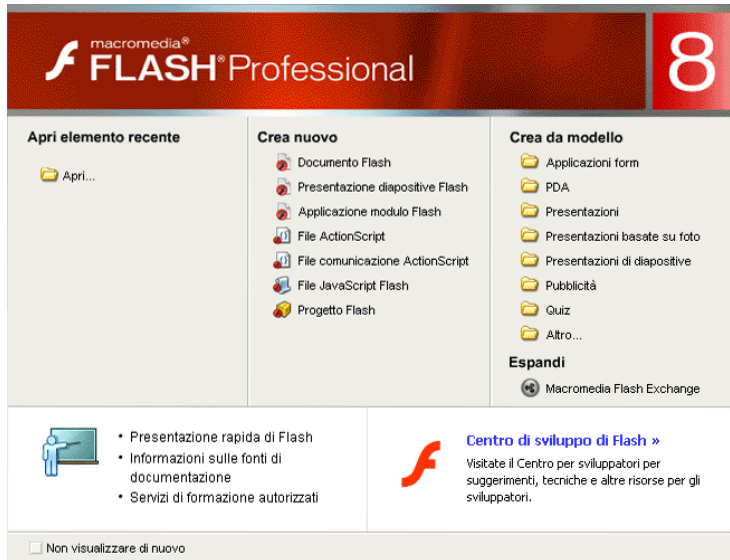 macromedia®
FLASH® Professional
8
Apri elemento recente
Apri...
Crea nuovo
Documento Flash
Presentazione diapositive Flash
Applicazione modulo Flash
File ActionScript
File comunicazione ActionScript
File JavaScript Flash
Progetto Flash
Crea da modello
Applicazioni form
PDA
Presentazioni
Presentazioni basate su foto
Presentazioni di diapositive
Pubblicità
Quiz
Altro...
Espandi
Macromedia Flash Exchange
• Presentazione rapida di Flash
• Informazioni sulle fonti di
documentazione
• Servizi di formazione autorizzati
Centro di sviluppo di Flash »
Visitate il Centro per sviluppatori per
suggerimenti, tecniche e altre risorse per gli
sviluppatori.
Non visualizzare di nuovo